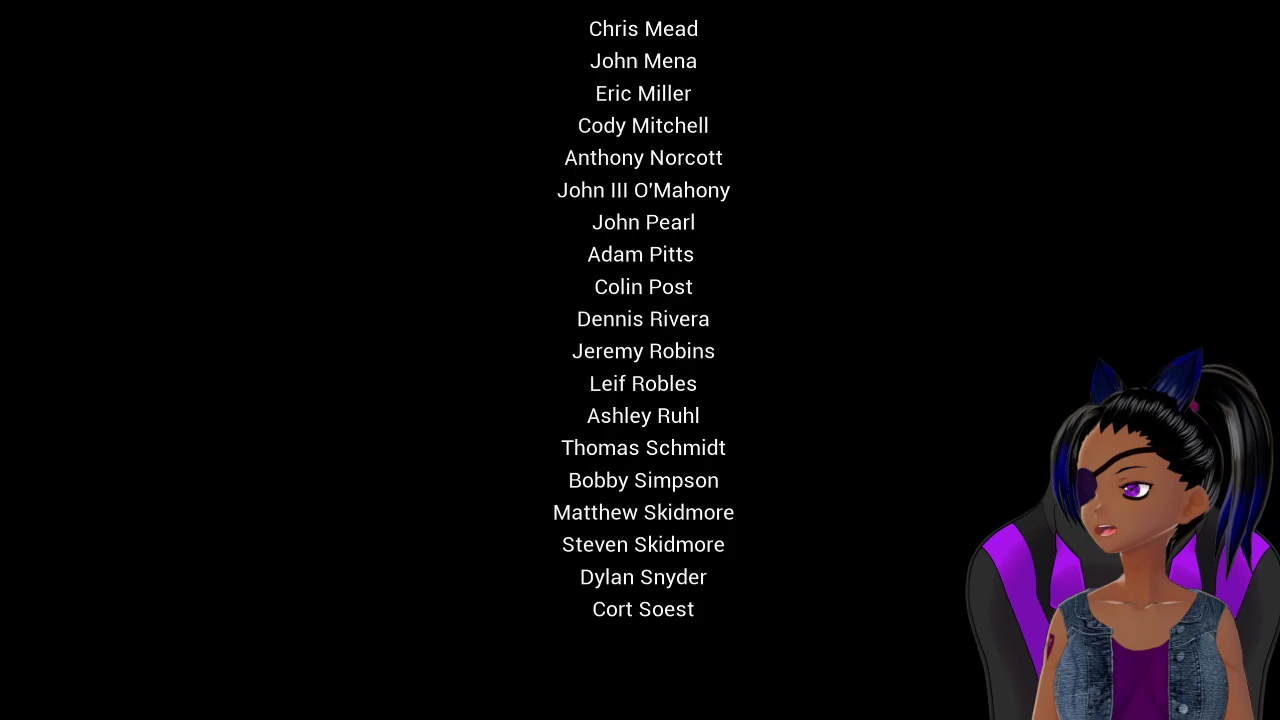 Chris Mead
John Mena
Eric Miller
Cody Mitchell
Anthony Norcott
John III O'Mahony
John Pearl
Adam Pitts
Colin Post
Dennis Rivera
Jeremy Robins
Leif Robles
Ashley Ruhl
Thomas Schmidt
Bobby Simpson
Matthew Skidmore
Steven Skidmore
Dylan Snyder
Cort Soest